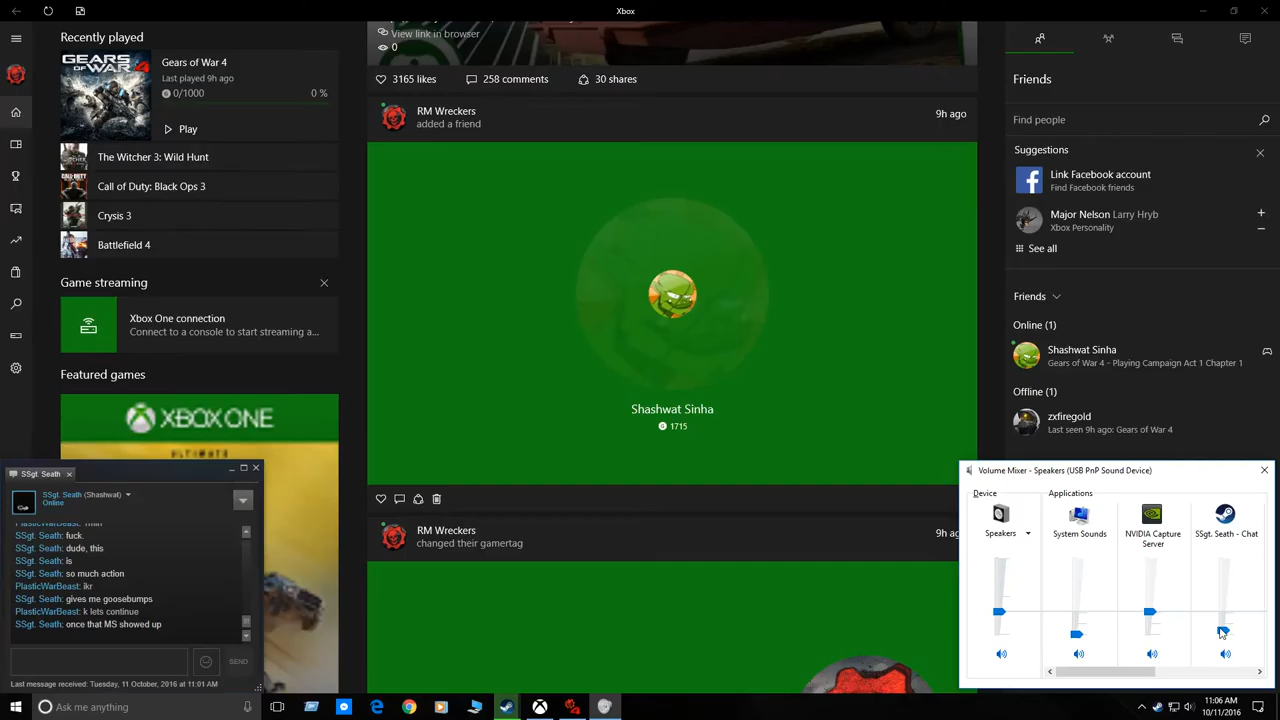 Xbox
Recently played
GEARS OF WAR 4
Gears of War 4
Last played 9h ago
G 0/1000
0 %
Play
The Witcher 3: Wild Hunt
Call of Duty: Black Ops 3
Crysis 3
Battlefield 4
Game streaming
Xbox One connection
Connect to a console to start streaming a...
Featured games
XBOX ONE
View link in browser
0
3165 likes
258 comments
30 shares
RM Wreckers
9h ago
added a friend
Shashwat Sinha
G 1715
RM Wreckers
changed their gamertag
Friends
Find people
Suggestions
Link Facebook account
Find Facebook friends
Major Nelson Larry Hryb
Xbox Personality
See all
Friends
Online (1)
Shashwat Sinha
Gears of War 4 - Playing Campaign Act 1 Chapter 1
Offline (1)
zxfiregold
Last seen 9h ago: Gears of War 4
SSgt. Seath
SSgt. Seath (Shashwat)
Online
SSgt. Seath: fuck.
SSgt. Seath: dude, this
SSgt. Seath: is
SSgt. Seath: so much action
PlasticWarBeast: ikr
SSgt. Seath: gives me goosebumps
PlasticWarBeast: k lets continue
SSgt. Seath: once that MS showed up
SEND
Last message received: Tuesday, 11 October, 2016 at 11:01 AM
Volume Mixer - Speakers (USB PnP Sound Device)
Device
Applications
Speakers
System Sounds
NVIDIA Capture
Server
SSgt. Seath - Chat
Ask me anything
11:06 AM
10/11/2016